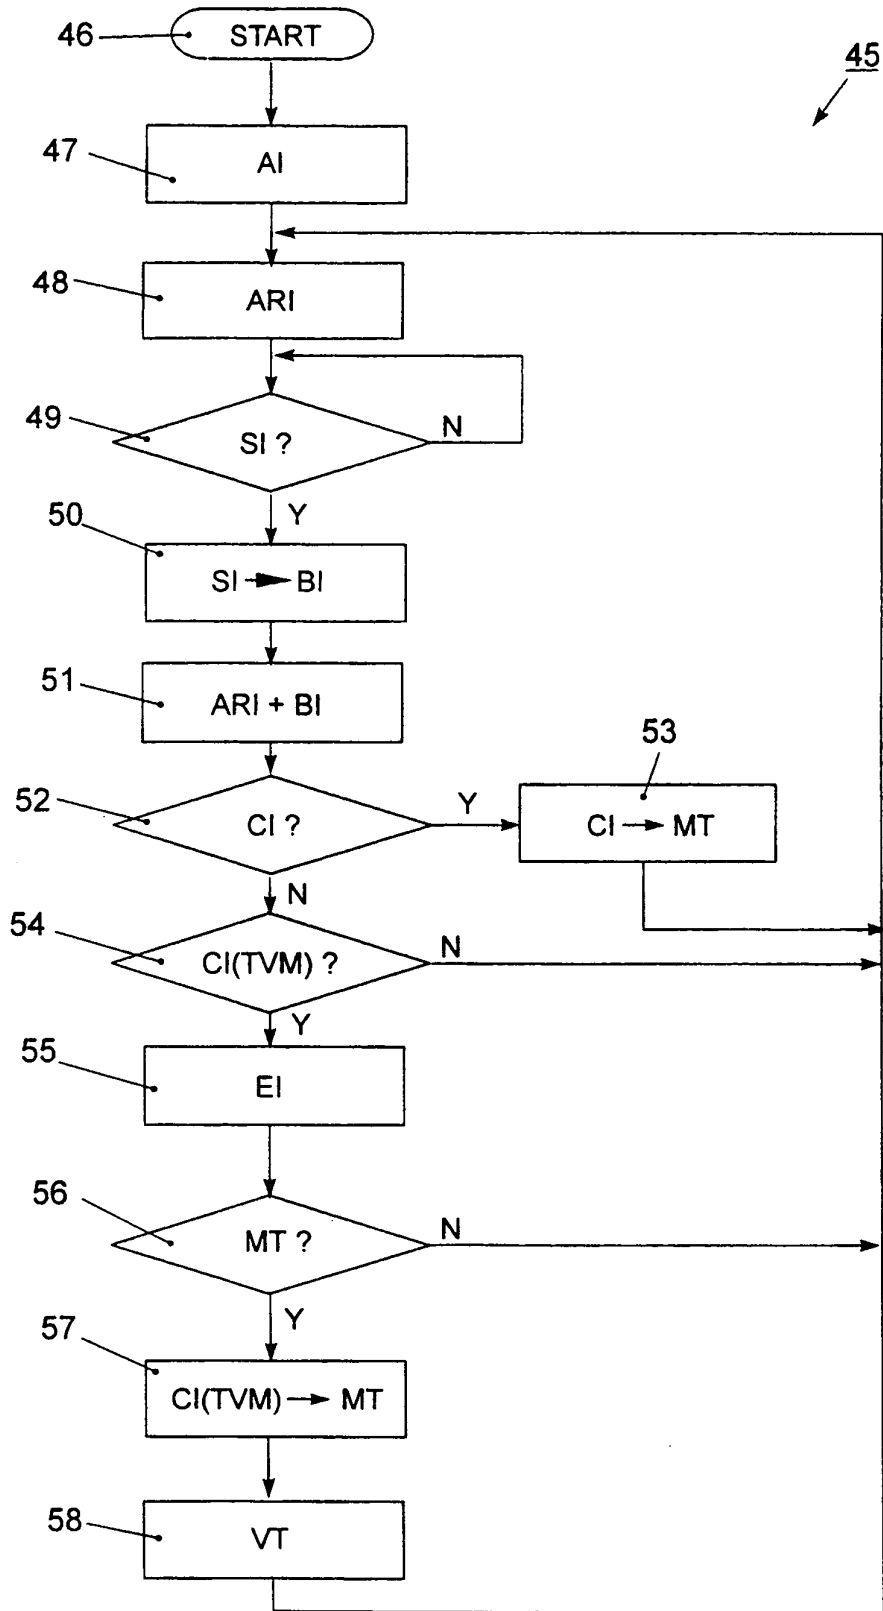 46 START
45
47 AI
48 ARI
49 SI ? N
Y
50
SI → BI
51 ARI + BI
53
52 CI ? Y
CI → MT
N
54 CI(TVM) ? N
Y
55 EI
56 MT ? N
Y
57
CI(TVM) → MT
58 VT